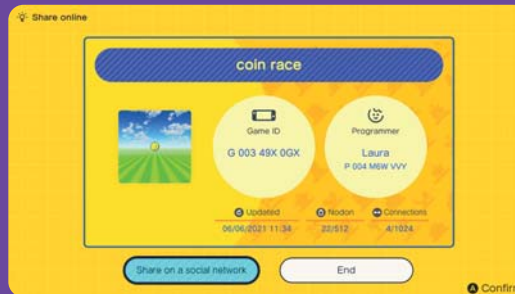 Share online
coin race
Game ID
G 003 49X 0GX
Programmer
Laura
P 004 M6W VVY
Updated
06/06/2021 11:34
Nodon
22/512
Connections
4/1024
Share on a social network
End
A Confirm